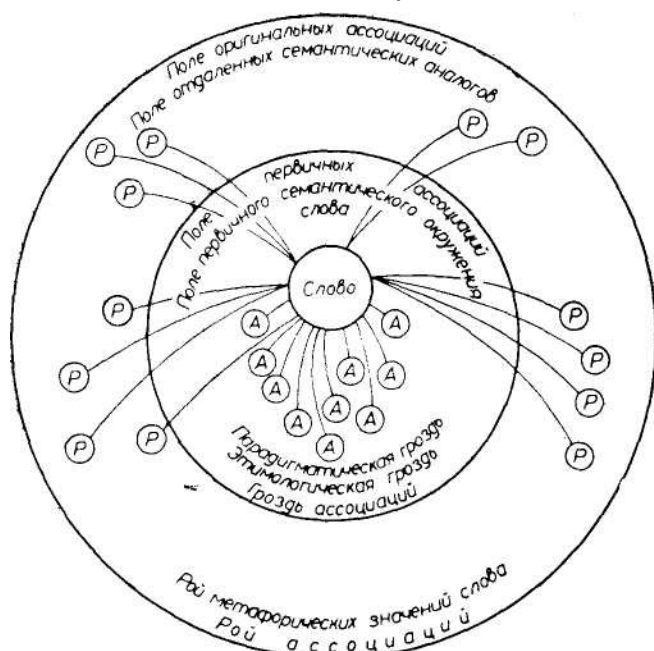 Поле оригинальных ассоциаций
Поле отдаленных семантических аналогов
Р
Р
Р
Р
Р
Поле первичных ассоциаций
Поле первичного семантического окружения
слова
Слово
Р
Р
Р
Р
Р
Р
Р
Р
А
А
А
А
А
А
А
А
А
А
Парадигматическая гроздь
Этимологическая гроздь
Гроздь ассоциаций
Рой метафорических значений слова
Рой ассоциаций